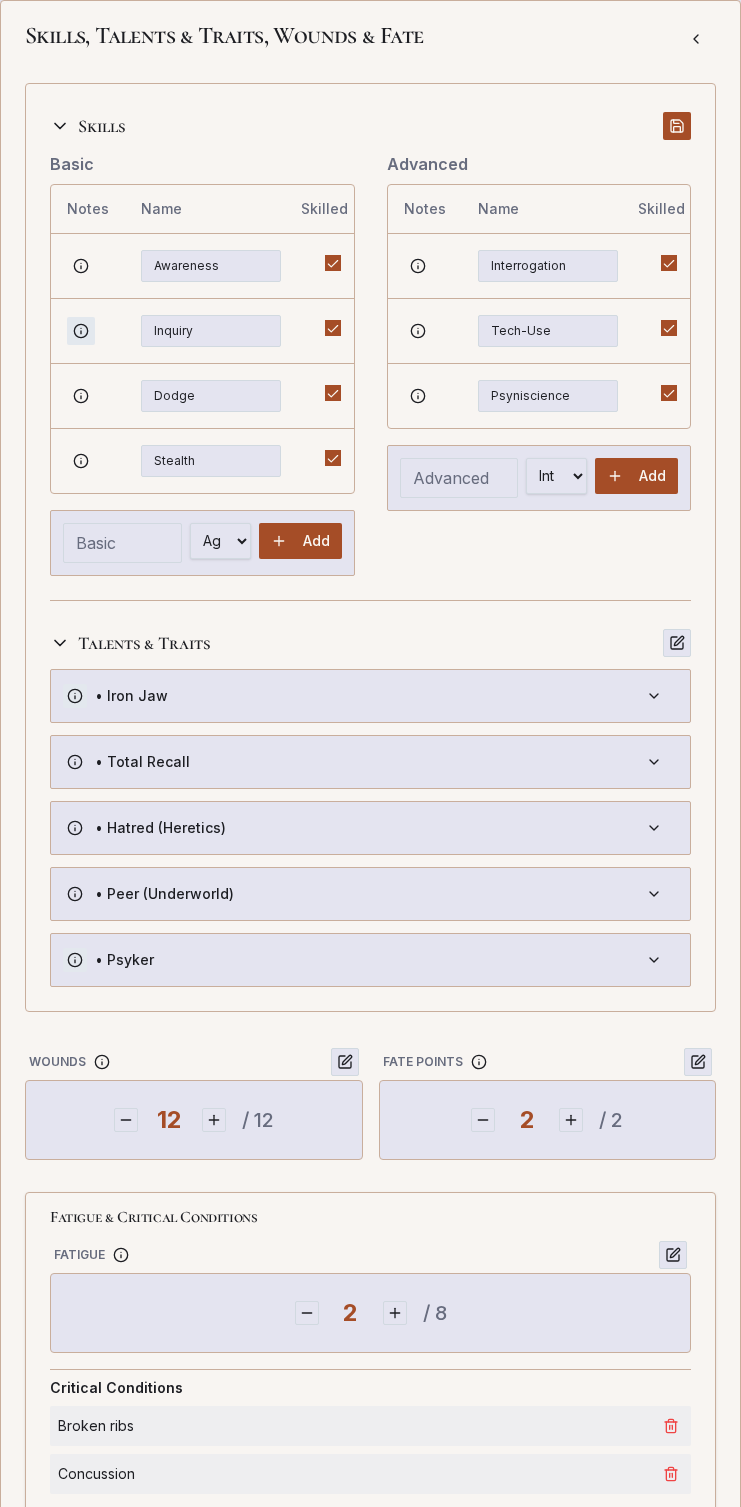 Skills, Talents & Traits, Wounds & Fate
Skills
Basic
Notes Name Skilled
Awareness
Inquiry
Dodge
Stealth
Basic Ag Add
Advanced
Notes Name Skilled
Interrogation
Tech-Use
Psyniscience
Advanced Int Add
Talents & Traits
• Iron Jaw
• Total Recall
• Hatred (Heretics)
• Peer (Underworld)
• Psyker
WOUNDS
12 / 12
FATE POINTS
2 / 2
Fatigue & Critical Conditions
FATIGUE
2 / 8
Critical Conditions
Broken ribs
Concussion